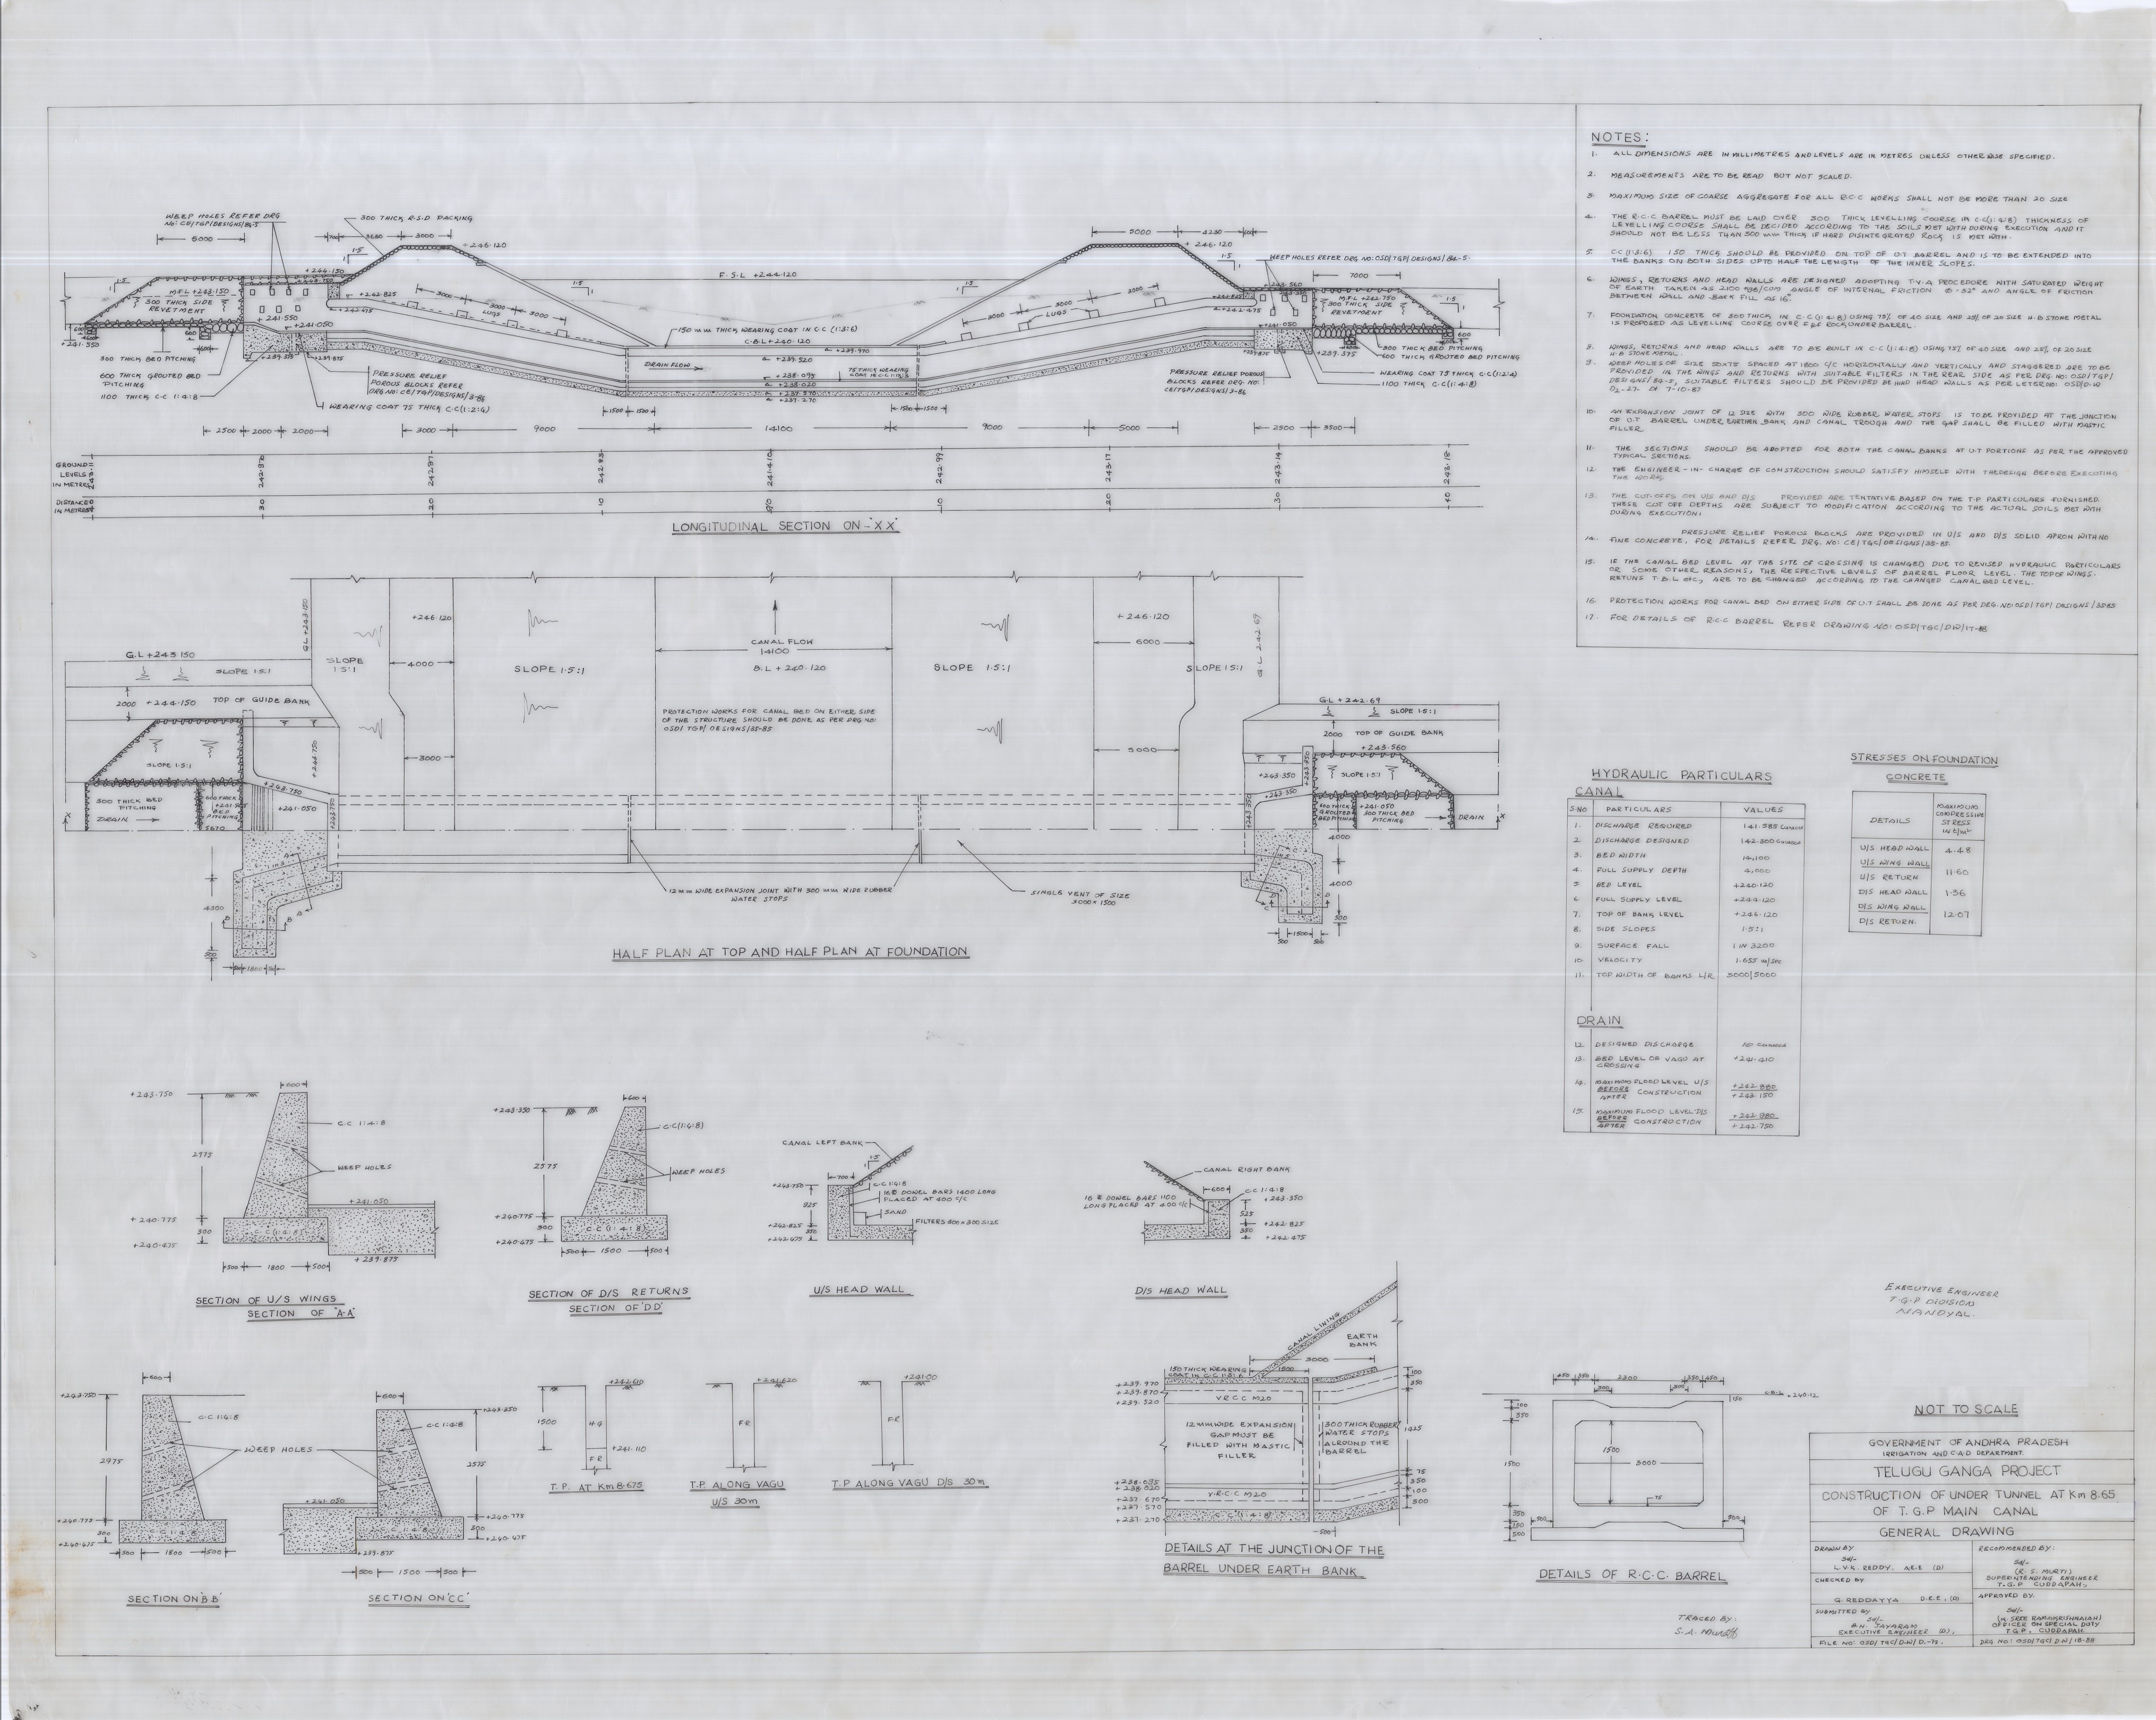 WEEP HOLES REFER DRG
NO: CE/TGP/DESIGNS/84-5
300 THICK R.S.D PACKING
5000
3000
+246.120
1.5
1
+244.150
M.F.L +243.150
300 THICK SIDE
REVETMENT
+242.825
+241.550
+241.050
3000
3000
LUGS
3000
F.S.L +244.120
150 mm THICK WEARING COAT IN C.C (1:3:6)
C.B.L +240.120
+239.970
+239.520
DRAIN FLOW
+238.095
+238.020
+237.270
75 THICK WEARING
5000
4230
+246.120
WEEP HOLES REFER DRG NO: OSD/TGP/DESIGNS/84-5
7000
M.F.L +242.750
300 THICK SIDE
REVETMENT
+242.475
+241.050
+239.575
300 THICK BED PITCHING
600 THICK GROUTED BED PITCHING
WEARING COAT 75 THICK C.C(1:2:4)
1100 THICK C.C(1:4:8)
PRESSURE RELIEF POROUS
BLOCKS REFER DRG. NO:
CE/TGP/DESIGNS/3-86
300 THICK BED PITCHING
600 THICK GROUTED BED
PITCHING
1100 THICK C.C 1:4:8
PRESSURE RELIEF
POROUS BLOCKS REFER
DRG.NO: CE/TGP/DESIGNS/3-86
WEARING COAT 75 THICK C.C(1:2:4)
1500 1500
1500 1500
2500 2000 2000 3000 9000 14100 9000 5000 2500 3500
GROUND
LEVELS
IN METRES
242.87 242.99 243.17 243.14
DISTANCE
IN METRES
30 20 10 10 20 30 40
LONGITUDINAL SECTION ON "X X"
NOTES:
1. ALL DIMENSIONS ARE IN MILLIMETRES AND LEVELS ARE IN METRES UNLESS OTHERWISE SPECIFIED.
2. MEASUREMENTS ARE TO BE READ BUT NOT SCALED.
3. MAXIMUM SIZE OF COARSE AGGREGATE FOR ALL R.C.C WORKS SHALL NOT BE MORE THAN 20 SIZE
4. THE R.C.C BARREL MUST BE LAID OVER 300 THICK LEVELLING COURSE IN C.C(1:4:8) THICKNESS OF
LEVELLING COURSE SHALL BE DECIDED ACCORDING TO THE SOILS MET WITH DURING EXECUTION AND IT
SHOULD NOT BE LESS THAN 300 mm THICK IF HARD DISINTEGRATED ROCK IS MET WITH.
5. C.C (1:3:6) 150 THICK SHOULD BE PROVIDED ON TOP OF U.T BARREL AND IS TO BE EXTENDED INTO
THE BANKS ON BOTH SIDES UPTO HALF THE LENGTH OF THE INNER SLOPES.
6. WINGS, RETURNS AND HEAD WALLS ARE DESIGNED ADOPTING T-V-A PROCEDURE WITH SATURATED WEIGHT
OF EARTH TAKEN AS 2100 Kgs/CUM ANGLE OF INTERNAL FRICTION Ø=32° AND ANGLE OF FRICTION
BETWEEN WALL AND BACK FILL AS 16°.
7. FOUNDATION CONCRETE OF 300 THICK IN C.C (1:4:8) USING 75% OF 40 SIZE AND 25% OF 20 SIZE H.B STONE METAL
IS PROPOSED AS LEVELLING COURSE OVER F&F ROCK UNDER BARREL.
8. WINGS, RETURNS AND HEAD WALLS ARE TO BE BUILT IN C.C (1:4:8) USING 75% OF 40 SIZE AND 25% OF 20 SIZE
H.B STONE METAL.
9. WEEP HOLES OF SIZE 50X75 SPACED AT 1800 C/C HORIZONTALLY AND VERTICALLY AND STAGGERED ARE TO BE
PROVIDED IN THE WINGS AND RETURNS WITH SUITABLE FILTERS IN THE REAR SIDE AS PER DRG. NO: OSD/TGP/
DESIGNS/84-5, SUITABLE FILTERS SHOULD BE PROVIDED BEHIND HEAD WALLS AS PER LETER NO: OSD/D.W
D2-27. Dt 7-10-87
10. AN EXPANSION JOINT OF 12 SIZE WITH 300 WIDE RUBBER WATER STOPS IS TO BE PROVIDED AT THE JUNCTION
OF U.T BARREL UNDER EARTHEN BANK AND CANAL TROUGH AND THE GAP SHALL BE FILLED WITH MASTIC
FILLER
11. THE SECTIONS SHOULD BE ADOPTED FOR BOTH THE CANAL BANKS AT U.T PORTIONS AS PER THE APPROVED
TYPICAL SECTIONS.
12. THE ENGINEER-IN-CHARGE OF CONSTRUCTION SHOULD SATISFY HIMSELF WITH THE DESIGN BEFORE EXECUTING
THE WORK.
13. THE CUT-OFFS ON U/S AND D/S PROVIDED ARE TENTATIVE BASED ON THE T.P PARTICULARS FURNISHED.
THESE CUT OFF DEPTHS ARE SUBJECT TO MODIFICATION ACCORDING TO THE ACTUAL SOILS MET WITH
DURING EXECUTION.
PRESSURE RELIEF POROUS BLOCKS ARE PROVIDED IN U/S AND D/S SOLID APRON WITH NO
14. FINE CONCRETE, FOR DETAILS REFER DRG. NO: CE/TGC/DESIGNS/35-85.
15. IF THE CANAL BED LEVEL AT THE SITE OF CROSSING IS CHANGED DUE TO REVISED HYDRAULIC PARTICULARS
OR SOME OTHER REASONS, THE RESPECTIVE LEVELS OF BARREL FLOOR LEVEL. THE TOP OF WINGS.
RETUNS T.B.L etc, ARE TO BE CHANGED ACCORDING TO THE CHANGED CANAL BED LEVEL.
16. PROTECTION WORKS FOR CANAL BED ON EITHER SIDE OF U.T SHALL BE DONE AS PER DRG. NO OSD/TGP/DESIGNS/35-85
17. FOR DETAILS OF R.C.C BARREL REFER DRAWING NO: OSD/TGC/DW/17-88
G.L +243.150
SLOPE 1.5:1
2000 +244.150 TOP OF GUIDE BANK
SLOPE 1.5:1
300 THICK BED
PITCHING
DRAIN
+243.750
+241.050
G.L +243.150
SLOPE
1.5:1
+246.120
4000
3000
SLOPE 1.5:1
CANAL FLOW
14100
B.L +240.120
PROTECTION WORKS FOR CANAL BED ON EITHER SIDE
OF THE STRUCTURE SHOULD BE DONE AS PER DRG NO:
OSD/TGP/DESIGNS/35-85
SLOPE 1.5:1
+246.120
6000
5000
SLOPE 1.5:1
G.L 242.69
G.L +242.69
SLOPE 1.5:1
2000 TOP OF GUIDE BANK
+243.560
+243.350
SLOPE 1.5:1
+241.050
300 THICK BED
PITCHING
DRAIN
4000
4000
500
500 1500 500
4300
500
1800
12 mm WIDE EXPANSION JOINT WITH 300 mm WIDE RUBBER
WATER STOPS
SINGLE VENT OF SIZE
3000 X 1500
HALF PLAN AT TOP AND HALF PLAN AT FOUNDATION
HYDRAULIC PARTICULARS
CANAL
S.NO PARTICULARS VALUES
1. DISCHARGE REQUIRED 141.585 Cumecs
2. DISCHARGE DESIGNED 142.300 Cumecs
3. BED WIDTH 14,100
4. FULL SUPPLY DEPTH 4,000
5. BED LEVEL +240.120
6. FULL SUPPLY LEVEL +244.120
7. TOP OF BANK LEVEL +246.120
8. SIDE SLOPES 1.5:1
9. SURFACE FALL 1 IN 3200
10. VELOCITY 1.655 m/sec
11. TOP WIDTH OF BANKS L/R 3000/5000
DRAIN
12. DESIGNED DISCHARGE 10 Cumecs
13. BED LEVEL OF VAGU AT +241.410
CROSSING
14. MAXIMUM FLOOD LEVEL U/S +242.880
BEFORE CONSTRUCTION +243.150
AFTER
15. MAXIMUM FLOOD LEVEL D/S
BEFORE CONSTRUCTION +242.750
AFTER
STRESSES ON FOUNDATION
CONCRETE
DETAILS
MAXIMUM
COMPRESSIVE
STRESS
IN t/m²
U/S HEAD WALL 4.48
U/S WING WALL
U/S RETURN 11.60
D/S HEAD WALL 1.36
D/S WING WALL
D/S RETURN. 12.07
+243.750
600
C.C 1:4:8
2975
WEEP HOLES
+241.050
+240.775
300
C.C(1:4:8)
+240.475
+239.875
500 1800 500
SECTION OF U/S WINGS
SECTION OF "A-A"
+243.350
600
C.C(1:4:8)
2575
WEEP HOLES
+240.775
300
C.C(1:4:8)
+240.475
500 1500 500
SECTION OF D/S RETURNS
SECTION OF 'DD'
CANAL LEFT BANK
1.5
1
700
+243.750
C.C 1:4:8
16 Ø DOWEL BARS 1400 LONG
PLACED AT 400 C/C
925
SAND
+242.825
350
FILTERS 300 X 300 SIZE
+242.475
U/S HEAD WALL
CANAL RIGHT BANK
600
C.C 1:4:8
16 Ø DOWEL BARS 1100
LONG PLACED AT 400 C/C
+243.350
525
+242.825
350
+242.475
D/S HEAD WALL
EXECUTIVE ENGINEER
T.G.P DIVISION
NANDYAL.
+243.750
600
C.C 1:4:8
2975
WEEP HOLES
+240.775
300
C.C 1:4:8
+240.475
500 1800 500
SECTION ON 'B B'
600
+243.350
C.C 1:4:8
2575
+241.050
+240.775
300
+240.475
+239.875
500 1500 500
SECTION ON 'CC'
+242.610
1500
H.G
+241.110
F.R
T.P. AT Km 8.675
F.R
T.P. ALONG VAGU
U/S 30m
+241.00
F.R
T.P ALONG VAGU D/S 30m
CANAL LINING
EARTH
BANK
3000
1500
150 THICK WEARING
COAT IN C.C 1:3:6
+239.970
+239.870
+239.520
V.R.C.C M20
12 MM WIDE EXPANSION
GAP MUST BE
FILLED WITH MASTIC
FILLER
300 THICK RUBBER
WATER STOPS
ALROUND THE
BARREL
100
350
1425
75
350
100
300
+238.095
+238.020
+237.670
+237.570
+237.270
V.R.C.C M20
C.C (1:4:8)
500
DETAILS AT THE JUNCTION OF THE
BARREL UNDER EARTH BANK
450 350 2300 350 450
C.B.L +240.12
150
100
350
1500
1500
3000
75
350
DETAILS OF R.C.C. BARREL
NOT TO SCALE
GOVERNMENT OF ANDHRA PRADESH
IRRIGATION AND C.A.D DEPARTMENT.
TELUGU GANGA PROJECT
CONSTRUCTION OF UNDER TUNNEL AT Km 8.65
OF T.G.P MAIN CANAL
GENERAL DRAWING
DRAWN BY
Sd/-
L.V.K. REDDY. A.E.E (D)
CHECKED BY
G. REDDAYYA D.E.E, (D)
SUBMITTED BY
Sd/-
A.N. JAYARAM
EXECUTIVE ENGINEER (D),
FILE NO: OSD/TGC/D.W/D.-72.
RECOMMENDED BY:
Sd/-
(R.S. MURTI)
SUPERINTENDING ENGINEER
T.G.P CUDDAPAH,
APPROVED BY.
Sd/-
(M. SREE RAMAKRISHNAIAH)
OFFICER ON SPECIAL DUTY
T.G.P, CUDDAPAH.
DRG NO: OSD/TGC/D.W/18-88
TRACED BY: